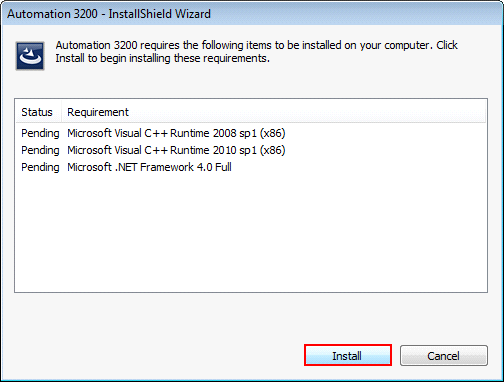 Automation 3200 - InstallShield Wizard
Automation 3200 requires the following items to be installed on your computer. Click
Install to begin installing these requirements.
Status Requirement
Pending Microsoft Visual C++ Runtime 2008 sp1 (x86)
Pending Microsoft Visual C++ Runtime 2010 sp1 (x86)
Pending Microsoft .NET Framework 4.0 Full
Install Cancel